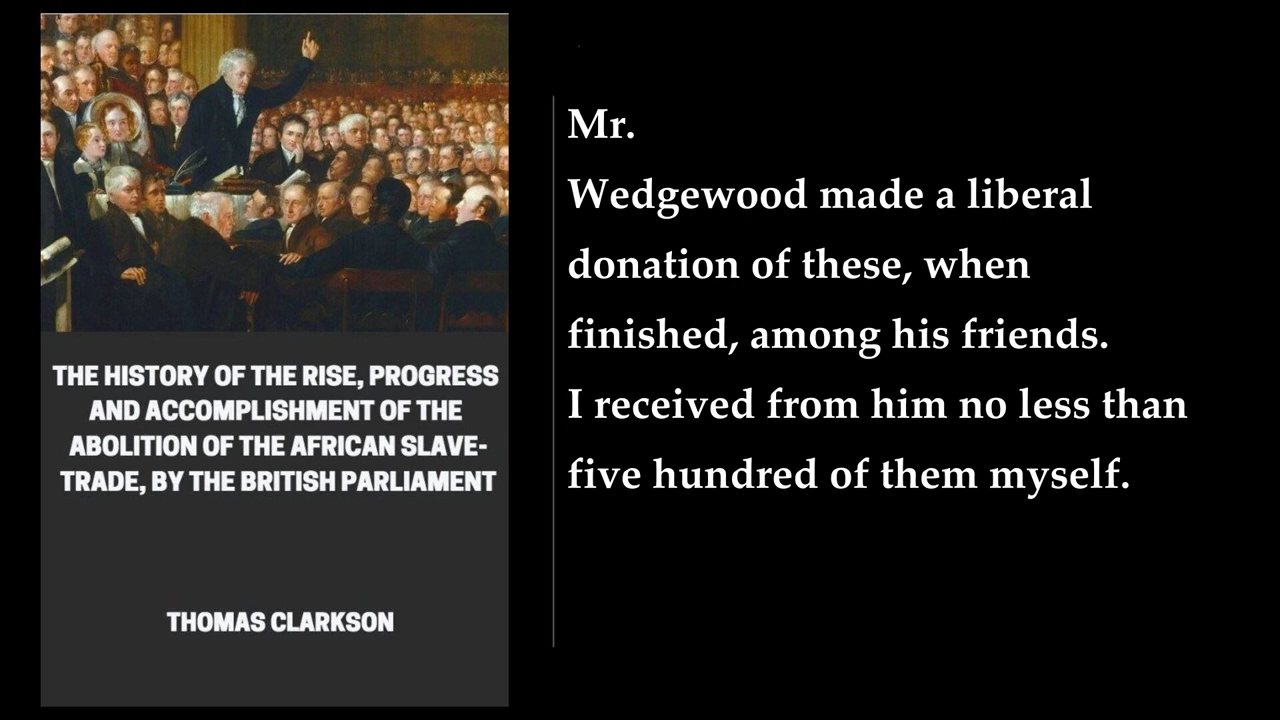 THE HISTORY OF THE RISE, PROGRESS
AND ACCOMPLISHMENT OF THE
ABOLITION OF THE AFRICAN SLAVE-
TRADE, BY THE BRITISH PARLIAMENT
THOMAS CLARKSON
Mr.
Wedgewood made a liberal
donation of these, when
finished, among his friends.
I received from him no less than
five hundred of them myself.